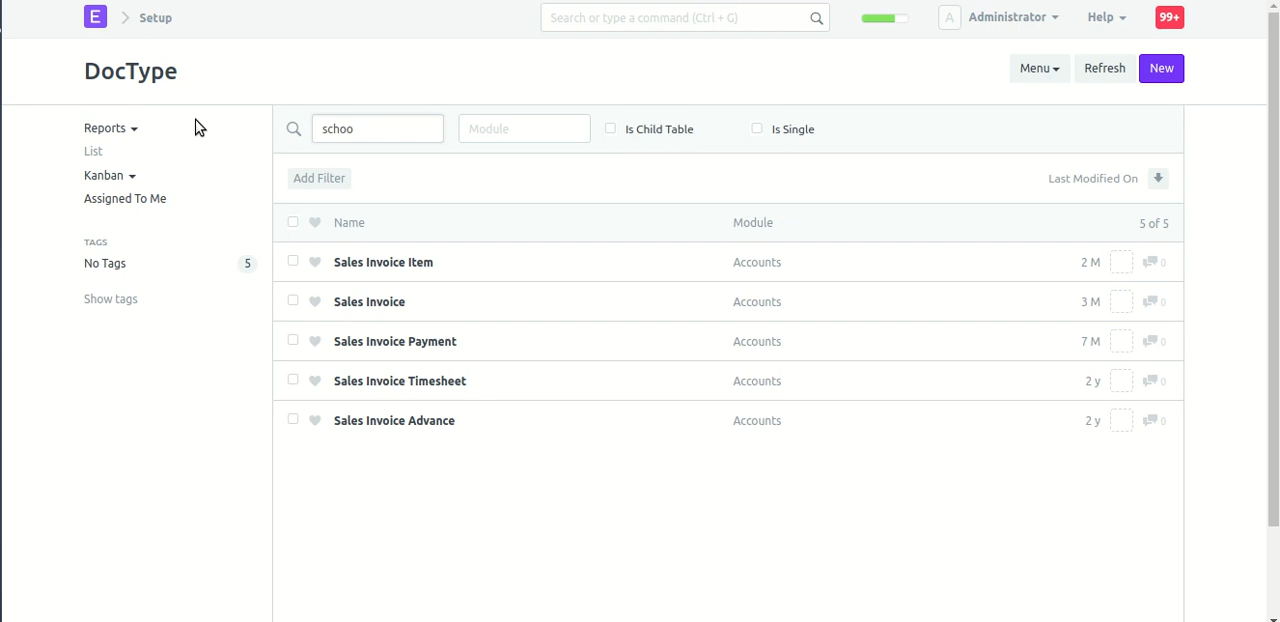 E Setup Search or type a command (Ctrl + G) A Administrator Help 99+
DocType Menu Refresh New
Reports
List
Kanban
Assigned To Me
TAGS
No Tags 5
Show tags
schoo Module Is Child Table Is Single
Add Filter Last Modified On
Name Module 5 of 5
Sales Invoice Item Accounts 2 M 0
Sales Invoice Accounts 3 M 0
Sales Invoice Payment Accounts 7 M 0
Sales Invoice Timesheet Accounts 2 y 0
Sales Invoice Advance Accounts 2 y 0